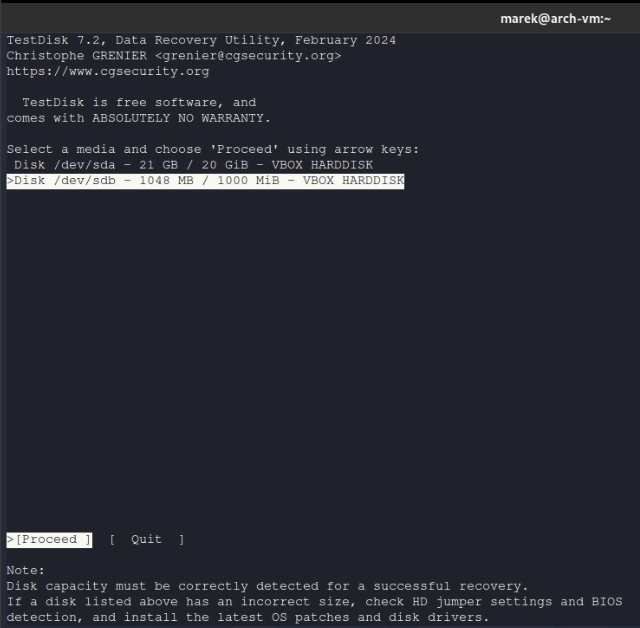 marek@arch-vm:~
TestDisk 7.2, Data Recovery Utility, February 2024
Christophe GRENIER <grenier@cgsecurity.org>
https://www.cgsecurity.org
TestDisk is free software, and
comes with ABSOLUTELY NO WARRANTY.
Select a media and choose 'Proceed' using arrow keys:
Disk /dev/sda - 21 GB / 20 GiB - VBOX HARDDISK
>Disk /dev/sdb - 1048 MB / 1000 MiB - VBOX HARDDISK
>[Proceed ]  [  Quit  ]
Note:
Disk capacity must be correctly detected for a successful recovery.
If a disk listed above has an incorrect size, check HD jumper settings and BIOS
detection, and install the latest OS patches and disk drivers.